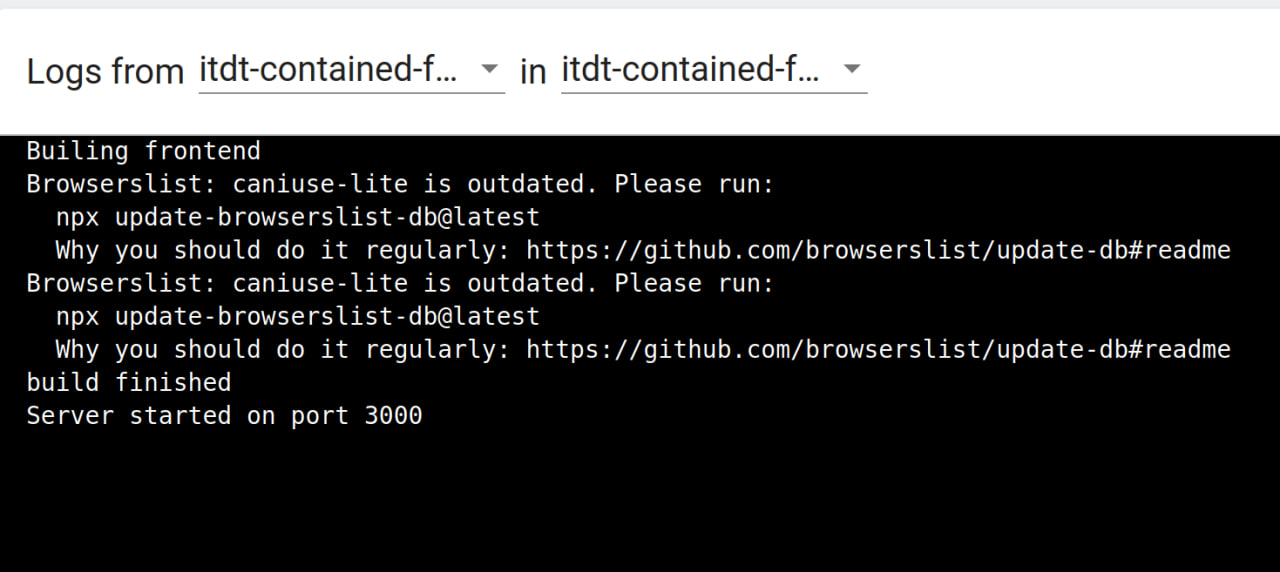 Logs from itdt-contained-f... in itdt-contained-f...
Builing frontend
Browserslist: caniuse-lite is outdated. Please run:
  npx update-browserslist-db@latest
  Why you should do it regularly: https://github.com/browserslist/update-db#readme
Browserslist: caniuse-lite is outdated. Please run:
  npx update-browserslist-db@latest
  Why you should do it regularly: https://github.com/browserslist/update-db#readme
build finished
Server started on port 3000